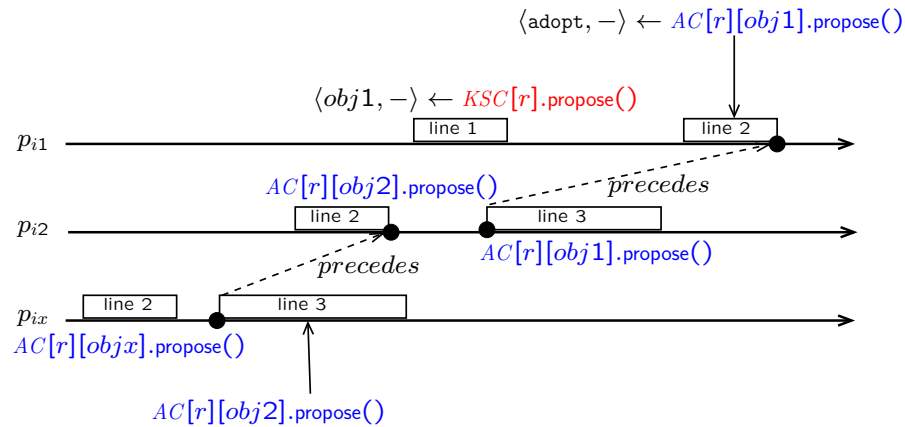 ⟨adopt, −⟩ ← AC[r][obj1].propose()
⟨obj1, −⟩ ← KSC[r].propose()
line 1
line 2
p_{i1}
precedes
AC[r][obj2].propose()
line 2
line 3
p_{i2}
AC[r][obj1].propose()
precedes
line 2
line 3
p_{ix}
AC[r][objx].propose()
AC[r][obj2].propose()